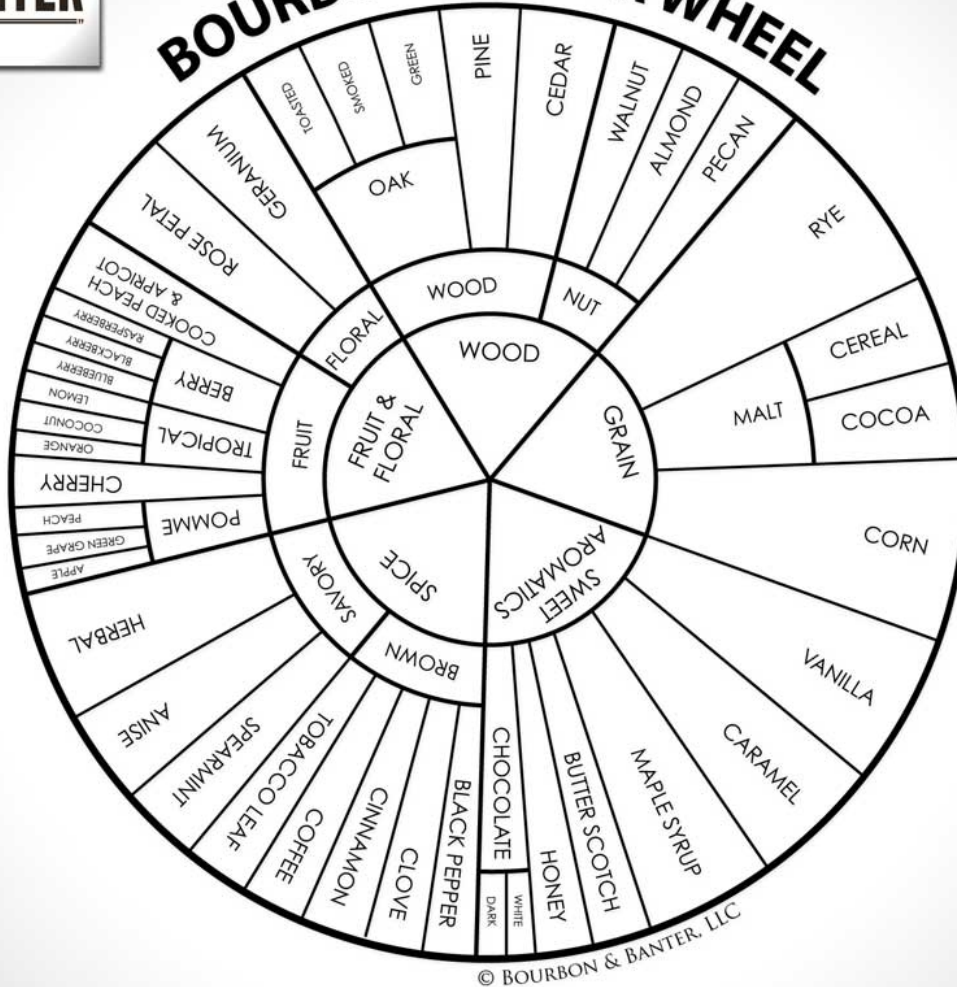 WHEEL
TOASTED
SMOKED
GREEN
PINE
CEDAR
WALNUT
ALMOND
PECAN
OAK
WOOD
NUT
WOOD
RYE
CEREAL
COCOA
MALT
CORN
GRAIN
VANILLA
CARAMEL
MAPLE SYRUP
BUTTER SCOTCH
HONEY
CHOCOLATE
WHITE
DARK
SWEET
AROMATICS
BLACK PEPPER
CLOVE
CINNAMON
COFFEE
TOBACCO LEAF
BROWN
SPEARMINT
ANISE
HERBAL
SAVORY
SPICE
APPLE
GREEN GRAPE
PEACH
POMME
CHERRY
ORANGE
COCONUT
LEMON
TROPICAL
BLUEBERRY
BLACKBERRY
RASPERBERRY
BERRY
COOKED PEACH
& APRICOT
FRUIT
ROSE PETAL
GERANIUM
FLORAL
FRUIT &
FLORAL
© BOURBON & BANTER, LLC